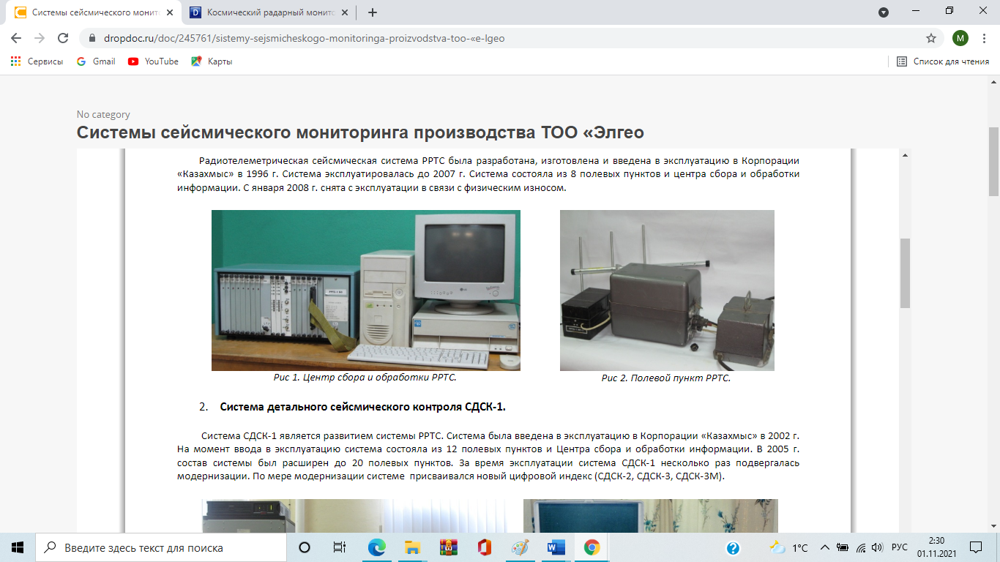 Системы сейсмического монито
Космический радарный монито
dropdoc.ru/doc/245761/sistemy-sejsmicheskogo-monitoringa-proizvodstva-too-«e-lgeo
M
Сервисы
Gmail
YouTube
Карты
Список для чтения
No category
Системы сейсмического мониторинга производства ТОО «Элгео
Радиотелеметрическая сейсмическая система РРТС была разработана, изготовлена и введена в эксплуатацию в Корпорации
«Казахмыс» в 1996 г. Система эксплуатировалась до 2007 г. Система состояла из 8 полевых пунктов и центра сбора и обработки
информации. С января 2008 г. снята с эксплуатации в связи с физическим износом.
Рис 1. Центр сбора и обработки РРТС.
Рис 2. Полевой пункт РРТС.
2. Система детального сейсмического контроля СДСК-1.
Система СДСК-1 является развитием системы РРТС. Система была введена в эксплуатацию в Корпорации «Казахмыс» в 2002 г.
На момент ввода в эксплуатацию система состояла из 12 полевых пунктов и Центра сбора и обработки информации. В 2005 г.
состав системы был расширен до 20 полевых пунктов. За время эксплуатации система СДСК-1 несколько раз подвергалась
модернизации. По мере модернизации системе присваивался новый цифровой индекс (СДСК-2, СДСК-3, СДСК-3М).
Введите здесь текст для поиска
1°C
РУС
2:30
01.11.2021